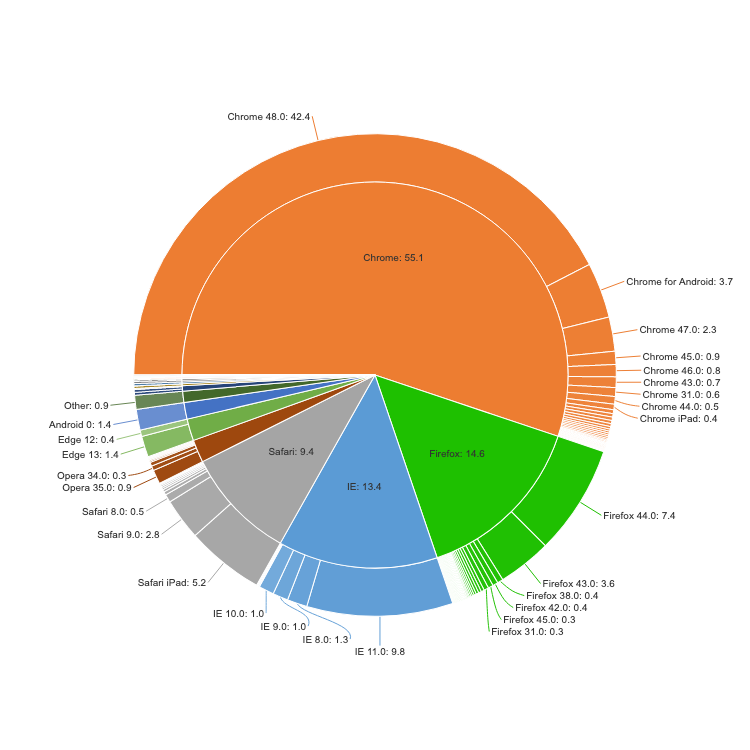 Chrome 48.0: 42.4
Chrome: 55.1
Chrome for Android: 3.7
Chrome 47.0: 2.3
Chrome 45.0: 0.9
Chrome 46.0: 0.8
Chrome 43.0: 0.7
Chrome 31.0: 0.6
Chrome 44.0: 0.5
Chrome iPad: 0.4
Other: 0.9
Android 0: 1.4
Edge 12: 0.4
Edge 13: 1.4
Safari: 9.4
Firefox: 14.6
Opera 34.0: 0.3
Opera 35.0: 0.9
IE: 13.4
Safari 8.0: 0.5
Firefox 44.0: 7.4
Safari 9.0: 2.8
Safari iPad: 5.2
Firefox 43.0: 3.6
Firefox 38.0: 0.4
Firefox 42.0: 0.4
Firefox 45.0: 0.3
Firefox 31.0: 0.3
IE 10.0: 1.0
IE 9.0: 1.0
IE 8.0: 1.3
IE 11.0: 9.8